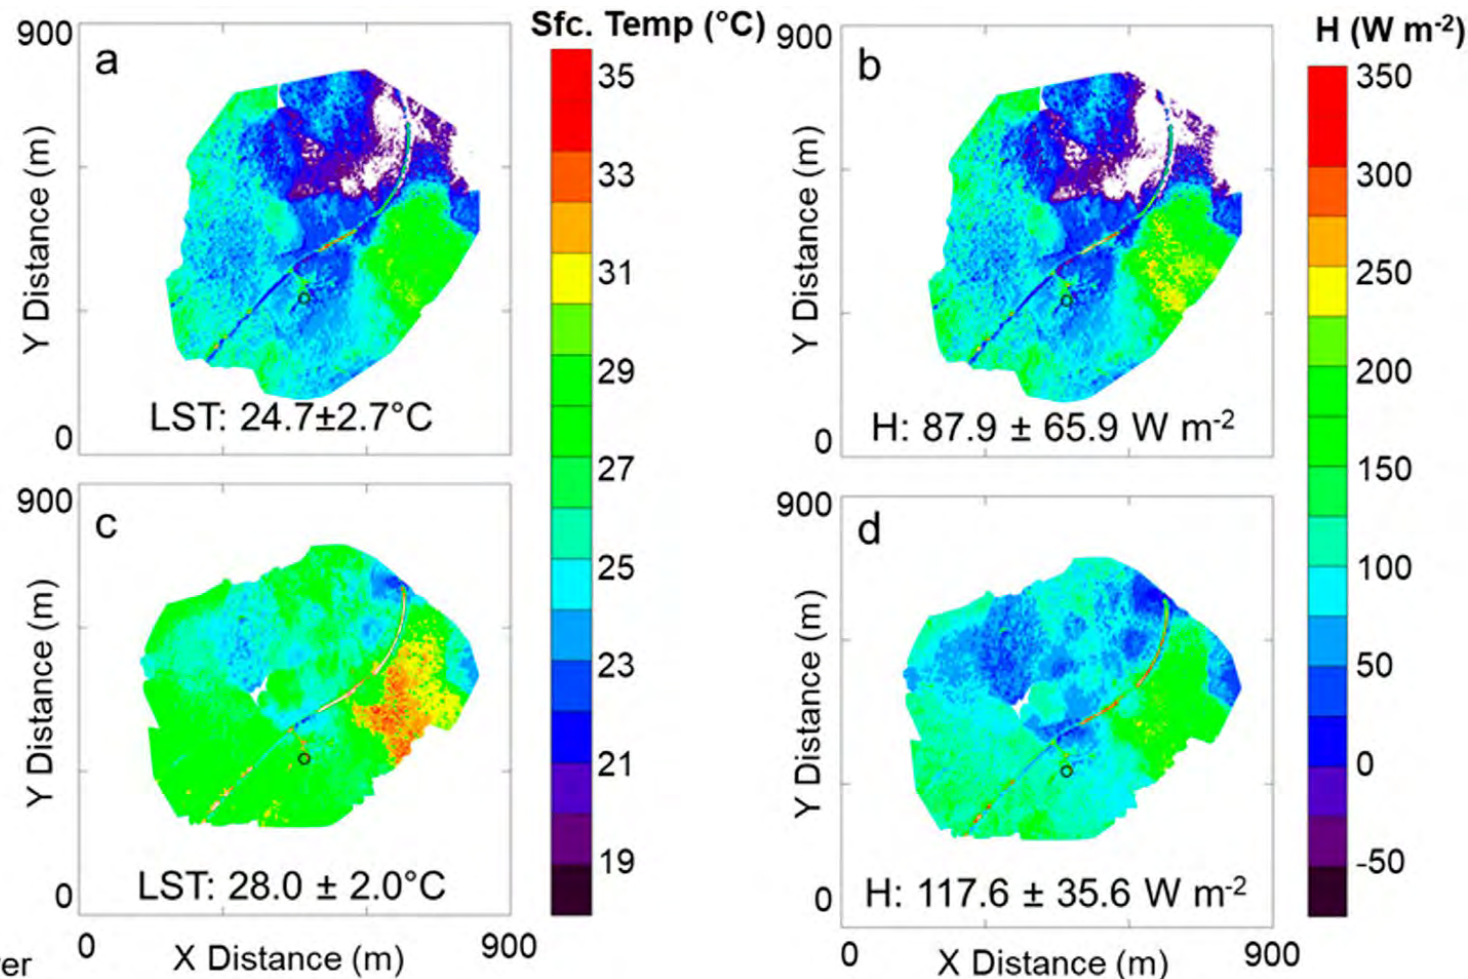 Sfc. Temp (°C)
H (W m-2)
900
a
Y Distance (m)
0
LST: 24.7±2.7°C
35
33
31
29
27
25
23
21
19
900
b
Y Distance (m)
0
H: 87.9 ± 65.9 W m-2
350
300
250
200
150
100
50
0
-50
900
c
Y Distance (m)
0
LST: 28.0 ± 2.0°C
0
X Distance (m)
900
900
d
Y Distance (m)
0
H: 117.6 ± 35.6 W m-2
0
X Distance (m)
900